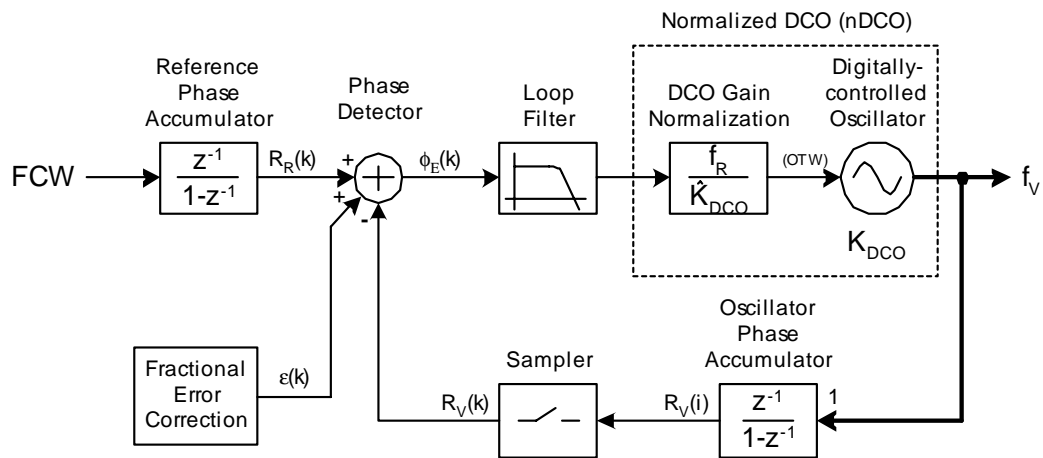 Normalized DCO (nDCO)
Reference
Phase
Accumulator
Phase
Detector
Loop
Filter
DCO Gain
Normalization
Digitally-
controlled
Oscillator
FCW
z⁻¹
1-z⁻¹
R_R(k)
+
+
-
+
ϕ_E(k)
f_R
K̂_DCO
(OTW)
f_V
K_DCO
Fractional
Error
Correction
ε(k)
Sampler
Oscillator
Phase
Accumulator
R_V(k)
R_V(i)
z⁻¹
1-z⁻¹
1